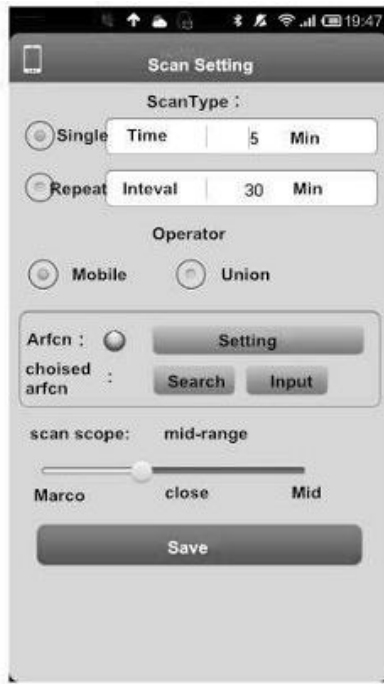 19:47
Scan Setting
ScanType :
Single Time 5 Min
Repeat Inteval 30 Min
Operator
Mobile Union
Arfcn : Setting
choised
arfcn : Search Input
scan scope: mid-range
Marco close Mid
Save